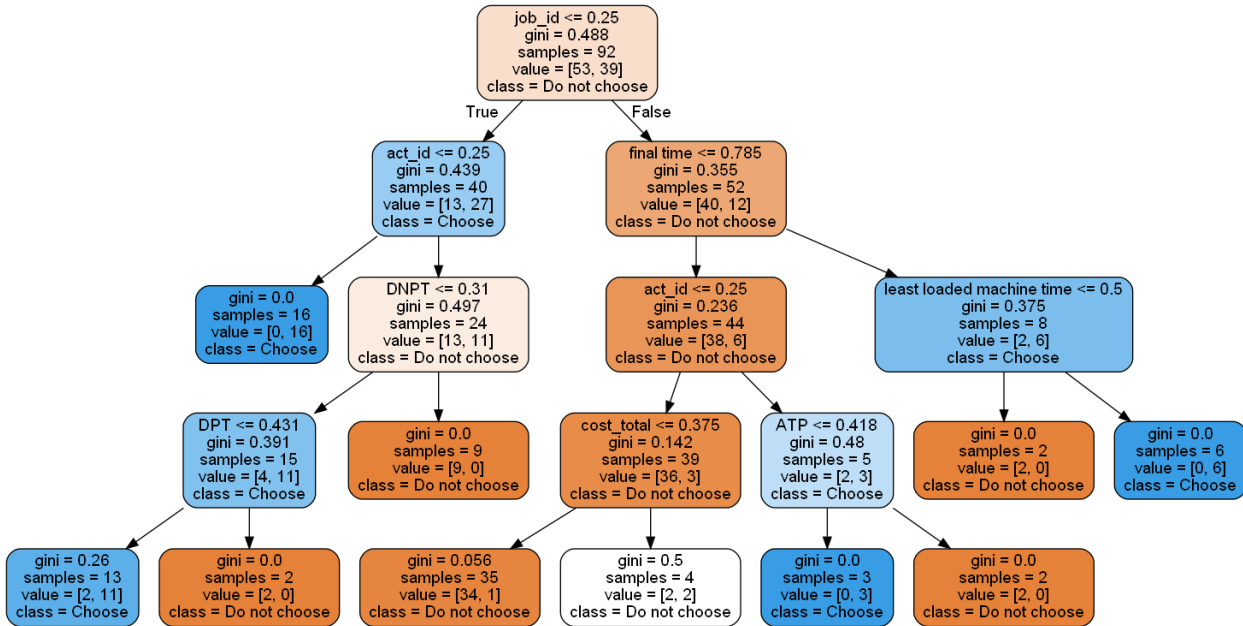 job_id <= 0.25
gini = 0.488
samples = 92
value = [53, 39]
class = Do not choose
True
False
act_id <= 0.25
gini = 0.439
samples = 40
value = [13, 27]
class = Choose
final time <= 0.785
gini = 0.355
samples = 52
value = [40, 12]
class = Do not choose
gini = 0.0
samples = 16
value = [0, 16]
class = Choose
DNPT <= 0.31
gini = 0.497
samples = 24
value = [13, 11]
class = Do not choose
act_id <= 0.25
gini = 0.236
samples = 44
value = [38, 6]
class = Do not choose
least loaded machine time <= 0.5
gini = 0.375
samples = 8
value = [2, 6]
class = Choose
DPT <= 0.431
gini = 0.391
samples = 15
value = [4, 11]
class = Choose
gini = 0.0
samples = 9
value = [9, 0]
class = Do not choose
cost_total <= 0.375
gini = 0.142
samples = 39
value = [36, 3]
class = Do not choose
ATP <= 0.418
gini = 0.48
samples = 5
value = [2, 3]
class = Choose
gini = 0.0
samples = 2
value = [2, 0]
class = Do not choose
gini = 0.0
samples = 6
value = [0, 6]
class = Choose
gini = 0.26
samples = 13
value = [2, 11]
class = Choose
gini = 0.0
samples = 2
value = [2, 0]
class = Do not choose
gini = 0.056
samples = 35
value = [34, 1]
class = Do not choose
gini = 0.5
samples = 4
value = [2, 2]
class = Do not choose
gini = 0.0
samples = 3
value = [0, 3]
class = Choose
gini = 0.0
samples = 2
value = [2, 0]
class = Do not choose